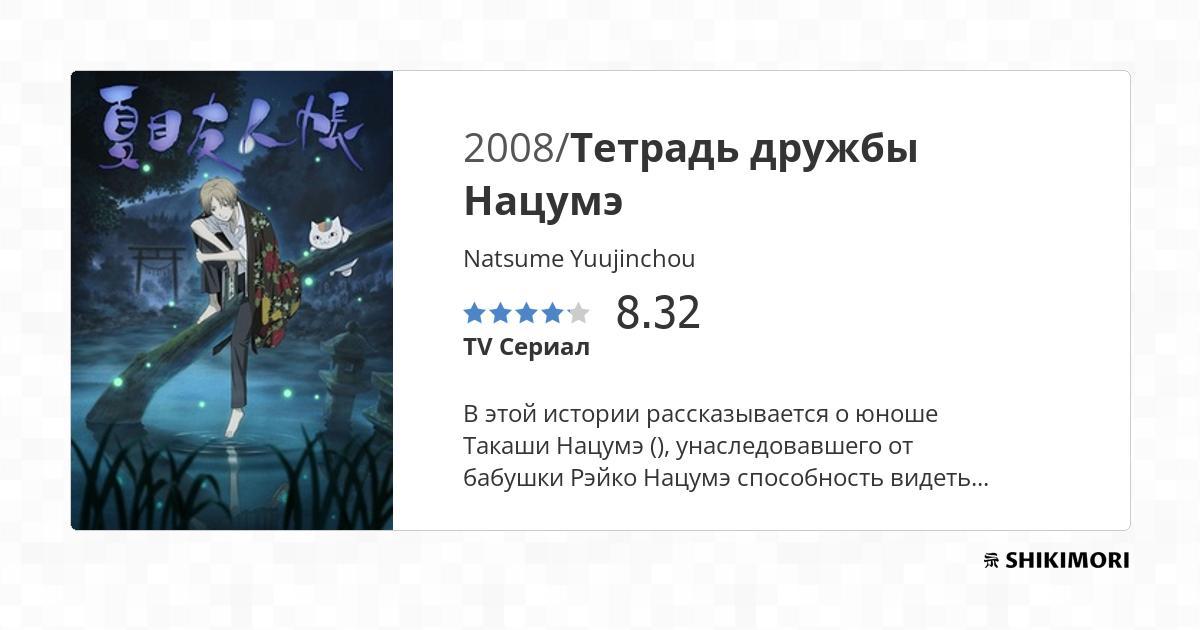 夏目友人帳
2008/Тетрадь дружбы
Нацумэ
Natsume Yuujinchou
8.32
TV Сериал
В этой истории рассказывается о юноше
Такаши Нацумэ (), унаследовавшего от
бабушки Рэйко Нацумэ способность видеть...
SHIKIMORI